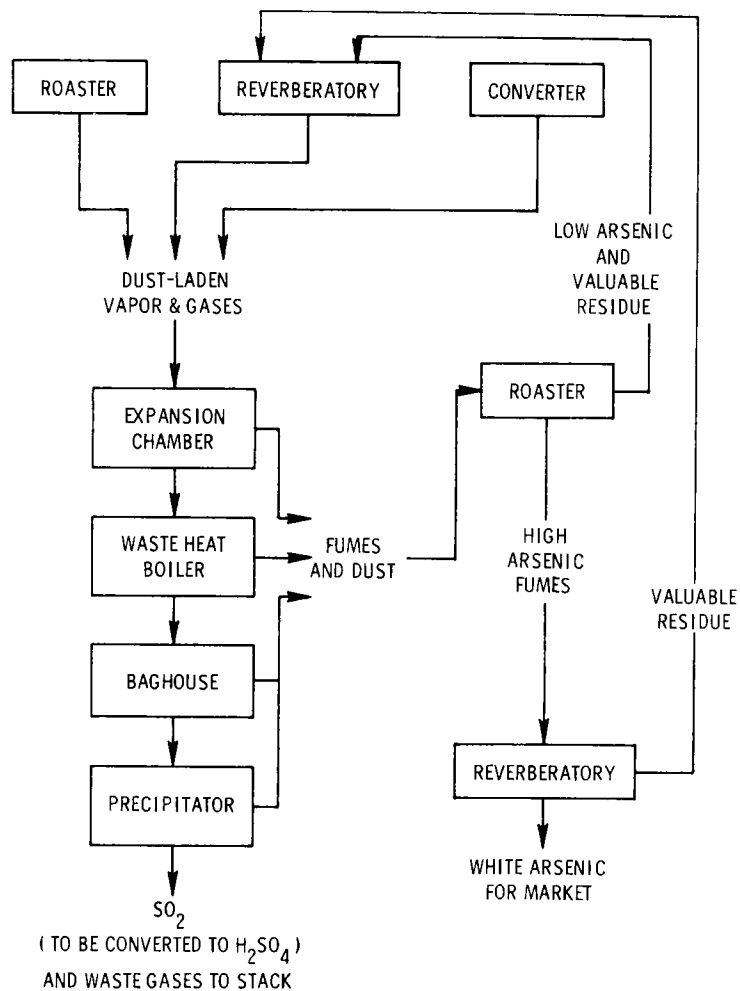 ROASTER
REVERBERATORY
CONVERTER
LOW ARSENIC
AND
VALUABLE
RESIDUE
DUST-LADEN
VAPOR & GASES
EXPANSION
CHAMBER
ROASTER
WASTE HEAT
BOILER
FUMES
AND DUST
HIGH
ARSENIC
FUMES
VALUABLE
RESIDUE
BAGHOUSE
REVERBERATORY
PRECIPITATOR
WHITE ARSENIC
FOR MARKET
SO2
( TO BE CONVERTED TO H2SO4)
AND WASTE GASES TO STACK